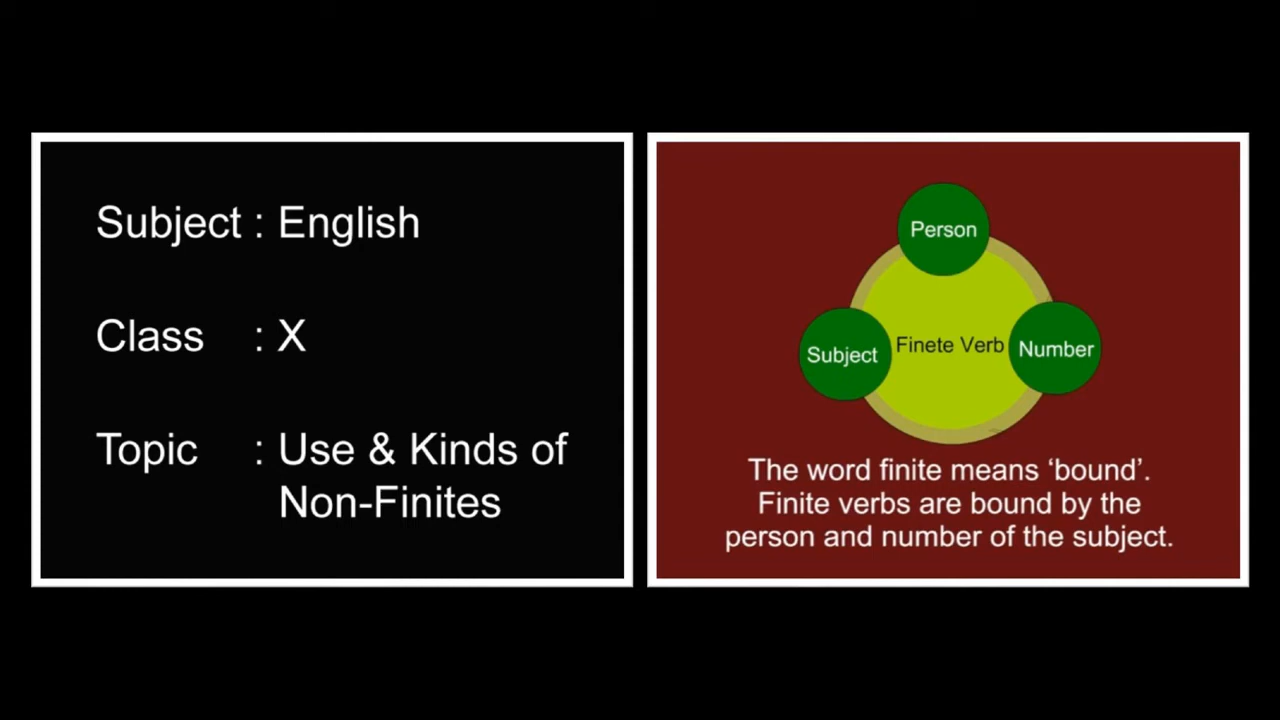 Subject : English
Class : X
Topic : Use & Kinds of
Non-Finites
Person
Subject
Finete Verb
Number
The word finite means ‘bound’.
Finite verbs are bound by the
person and number of the subject.